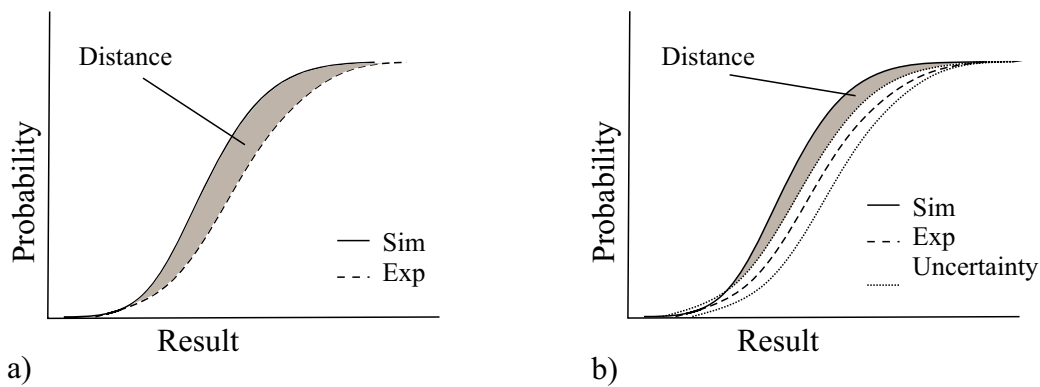 Distance
Probability
Sim
Exp
Result
a)
Distance
Probability
Sim
Exp
Uncertainty
Result
b)